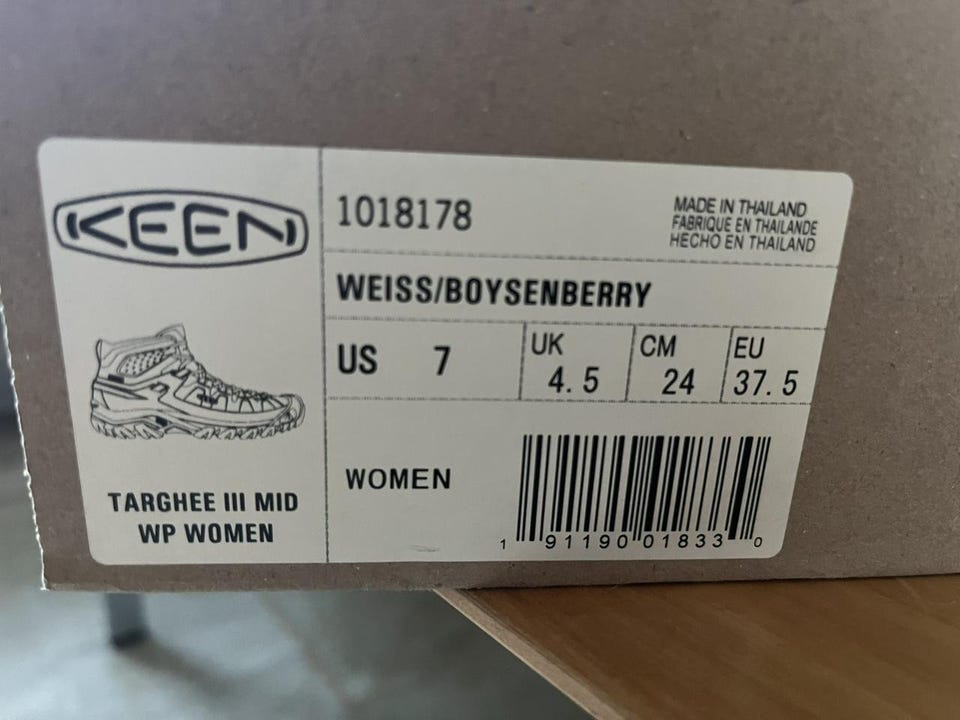 KEEN
TARGHEE III MID
WP WOMEN
1018178
MADE IN THAILAND
FABRIQUE EN THAILANDE
HECHO EN THAILAND
WEISS/BOYSENBERRY
US 7
UK
4.5
CM
24
EU
37.5
WOMEN
1 91190 01833 0